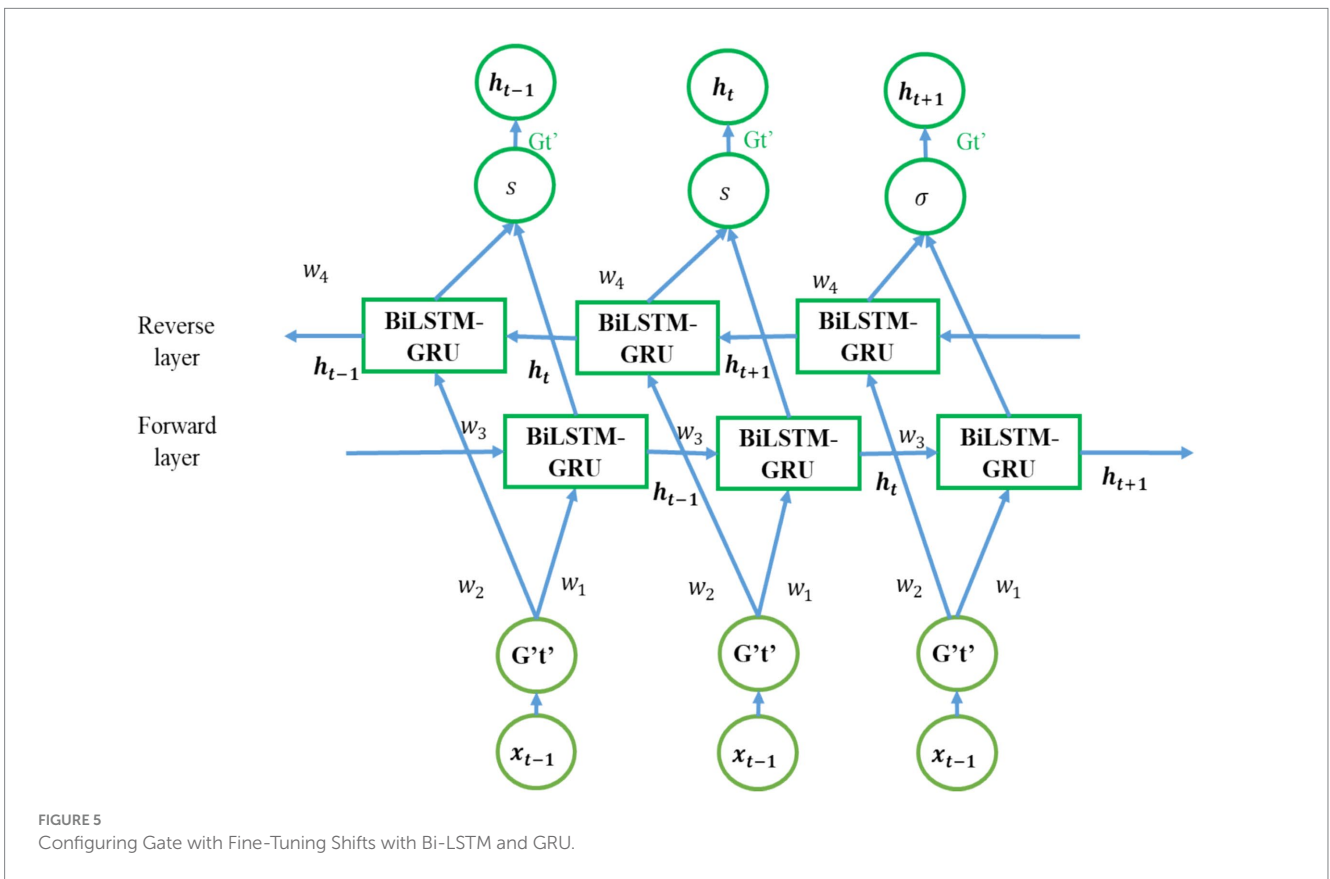 h_{t−1} h_t h_{t+1}
Gt’ Gt’ Gt’
s s σ
w_4 w_4 w_4
Reverse
layer
BiLSTM-
GRU
BiLSTM-
GRU
BiLSTM-
GRU
h_{t−1} h_t h_{t+1}
Forward
layer
w_3 w_3 w_3
BiLSTM-
GRU
BiLSTM-
GRU
BiLSTM-
GRU
h_{t−1} h_t h_{t+1}
w_2 w_1 w_2 w_1 w_2 w_1
G’t’ G’t’ G’t’
x_{t−1} x_{t−1} x_{t−1}
FIGURE 5
Configuring Gate with Fine-Tuning Shifts with Bi-LSTM and GRU.